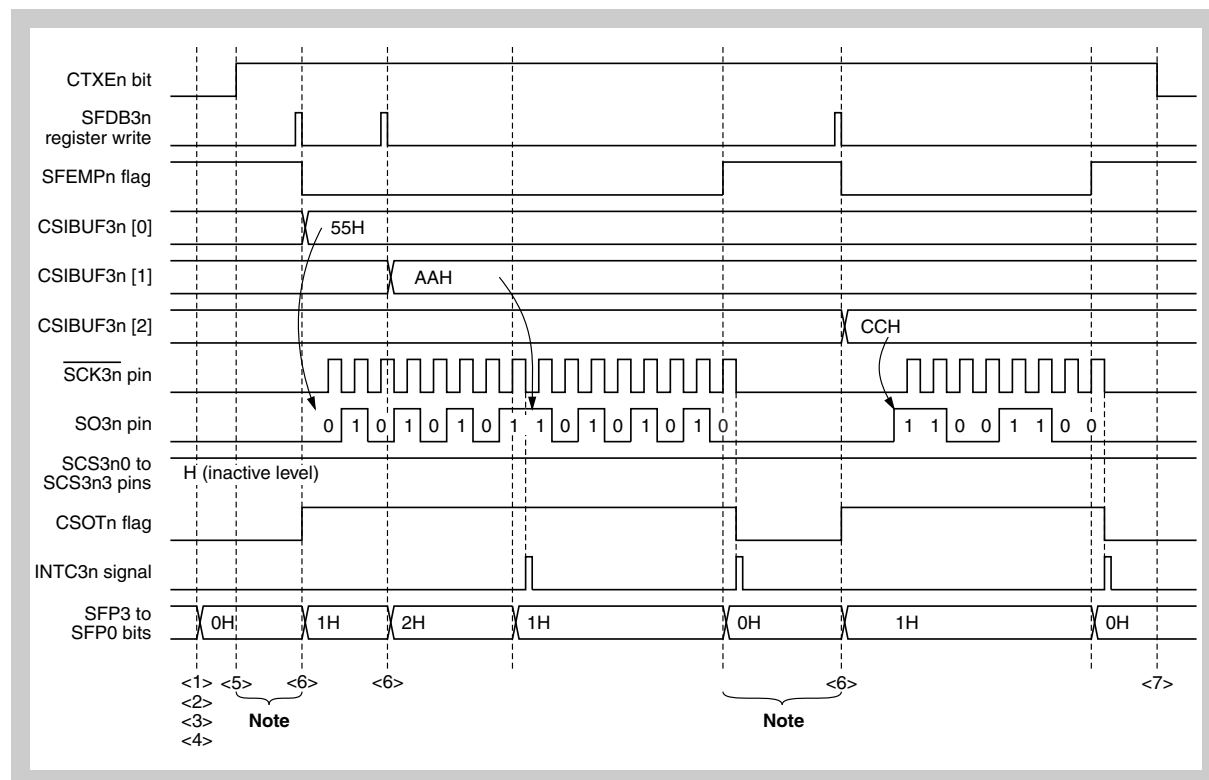 CTXEn bit
SFDB3n
register write
SFEMPn flag
CSIBUF3n [0]
55H
CSIBUF3n [1]
AAH
CSIBUF3n [2]
CCH
SCK3n pin
SO3n pin
0 1 0 1 0 1 0 1 1 0 1 0 1 0 1 0
1 1 0 0 1 1 0 0
SCS3n0 to
SCS3n3 pins
H (inactive level)
CSOTn flag
INTC3n signal
SFP3 to
SFP0 bits
0H 1H 2H 1H 0H 1H 0H
<1> <5> <6> <6> <6> <7>
<2>
<3> Note Note
<4>